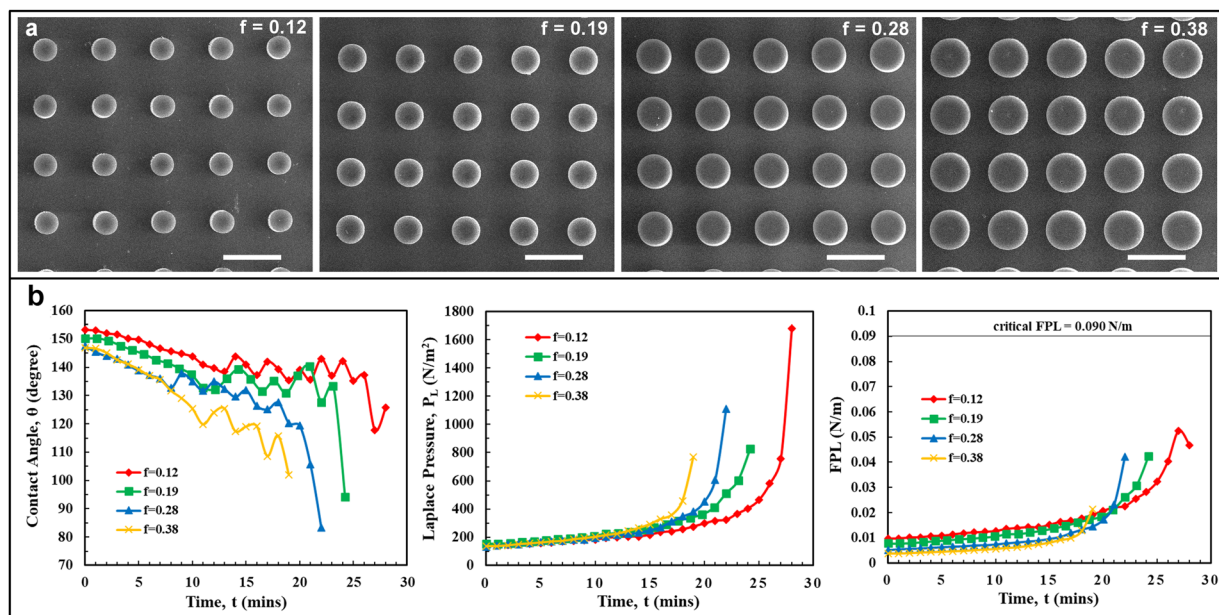 a
f = 0.12
f = 0.19
f = 0.28
f = 0.38
b
160
150
140
130
120
110
100
90
80
70
Contact Angle, θ (degree)
f=0.12
f=0.19
f=0.28
f=0.38
0 5 10 15 20 25 30
Time, t (mins)
1800
1600
1400
1200
1000
800
600
400
200
0
Laplace Pressure, P_L (N/m²)
f=0.12
f=0.19
f=0.28
f=0.38
0 5 10 15 20 25 30
Time, t (mins)
0.1
0.09
0.08
0.07
0.06
0.05
0.04
0.03
0.02
0.01
0
FPL (N/m)
critical FPL = 0.090 N/m
f=0.12
f=0.19
f=0.28
f=0.38
0 5 10 15 20 25 30
Time, t (mins)